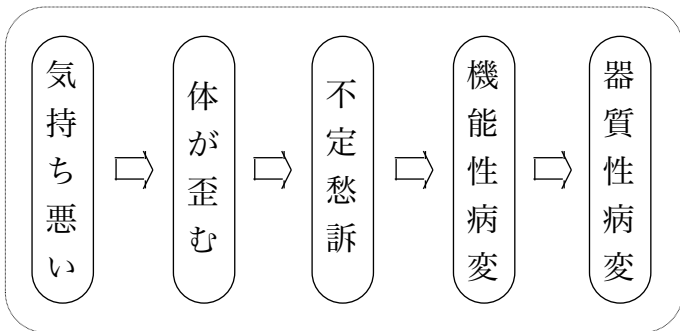 気持ち悪い
体が歪む
不定愁訴
機能性病変
器質性病変